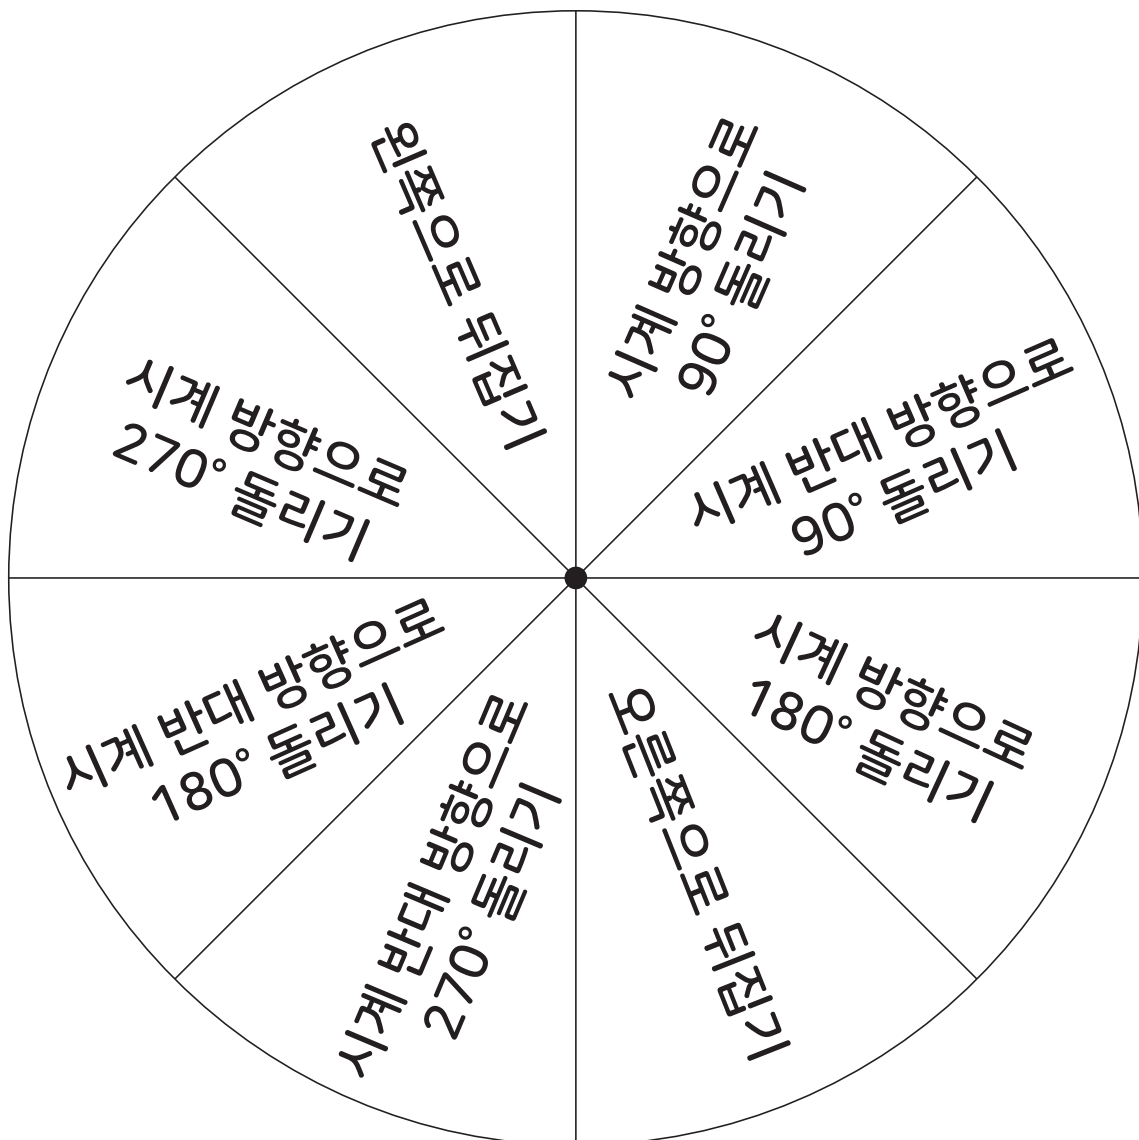 시계 방향으로
90° 돌리기
시계 반대 방향으로
90° 돌리기
시계 방향으로
180° 돌리기
오른쪽으로 뒤집기
시계 반대 방향으로
270° 돌리기
시계 반대 방향으로
180° 돌리기
시계 방향으로
270° 돌리기
왼쪽으로 뒤집기